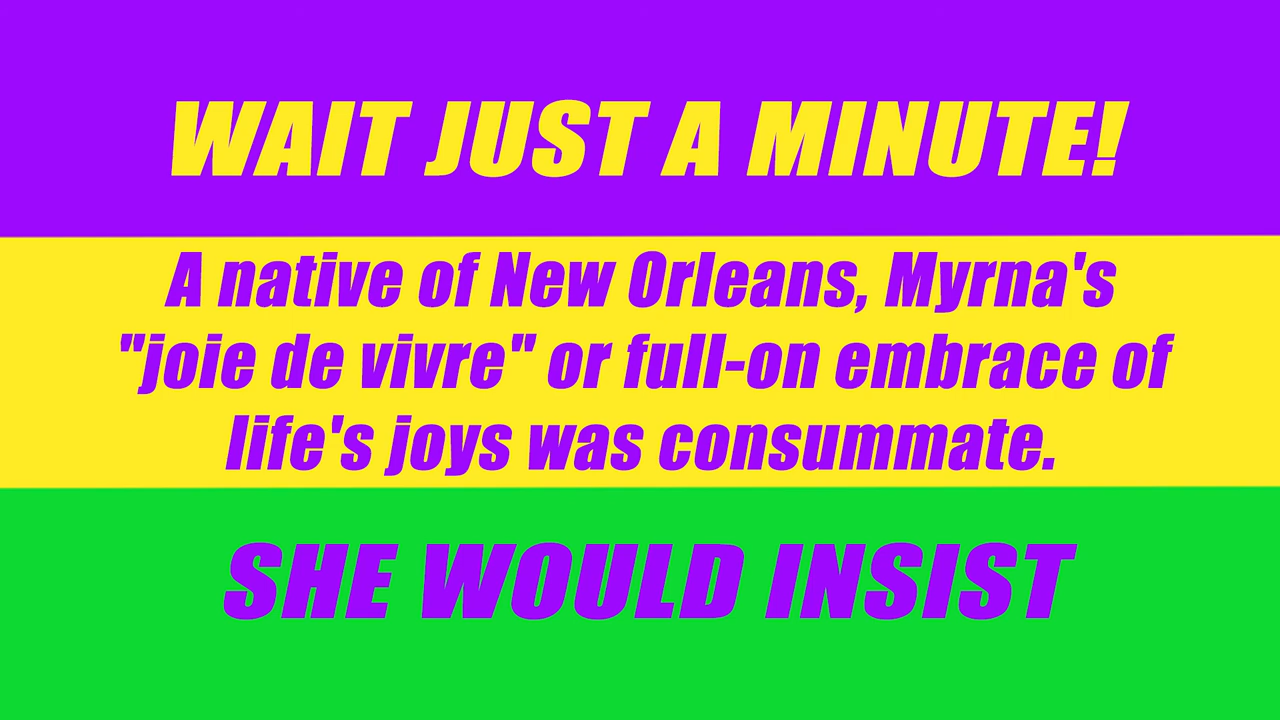 WAIT JUST A MINUTE!
A native of New Orleans, Myrna's
"joie de vivre" or full-on embrace of
life's joys was consummate.
SHE WOULD INSIST